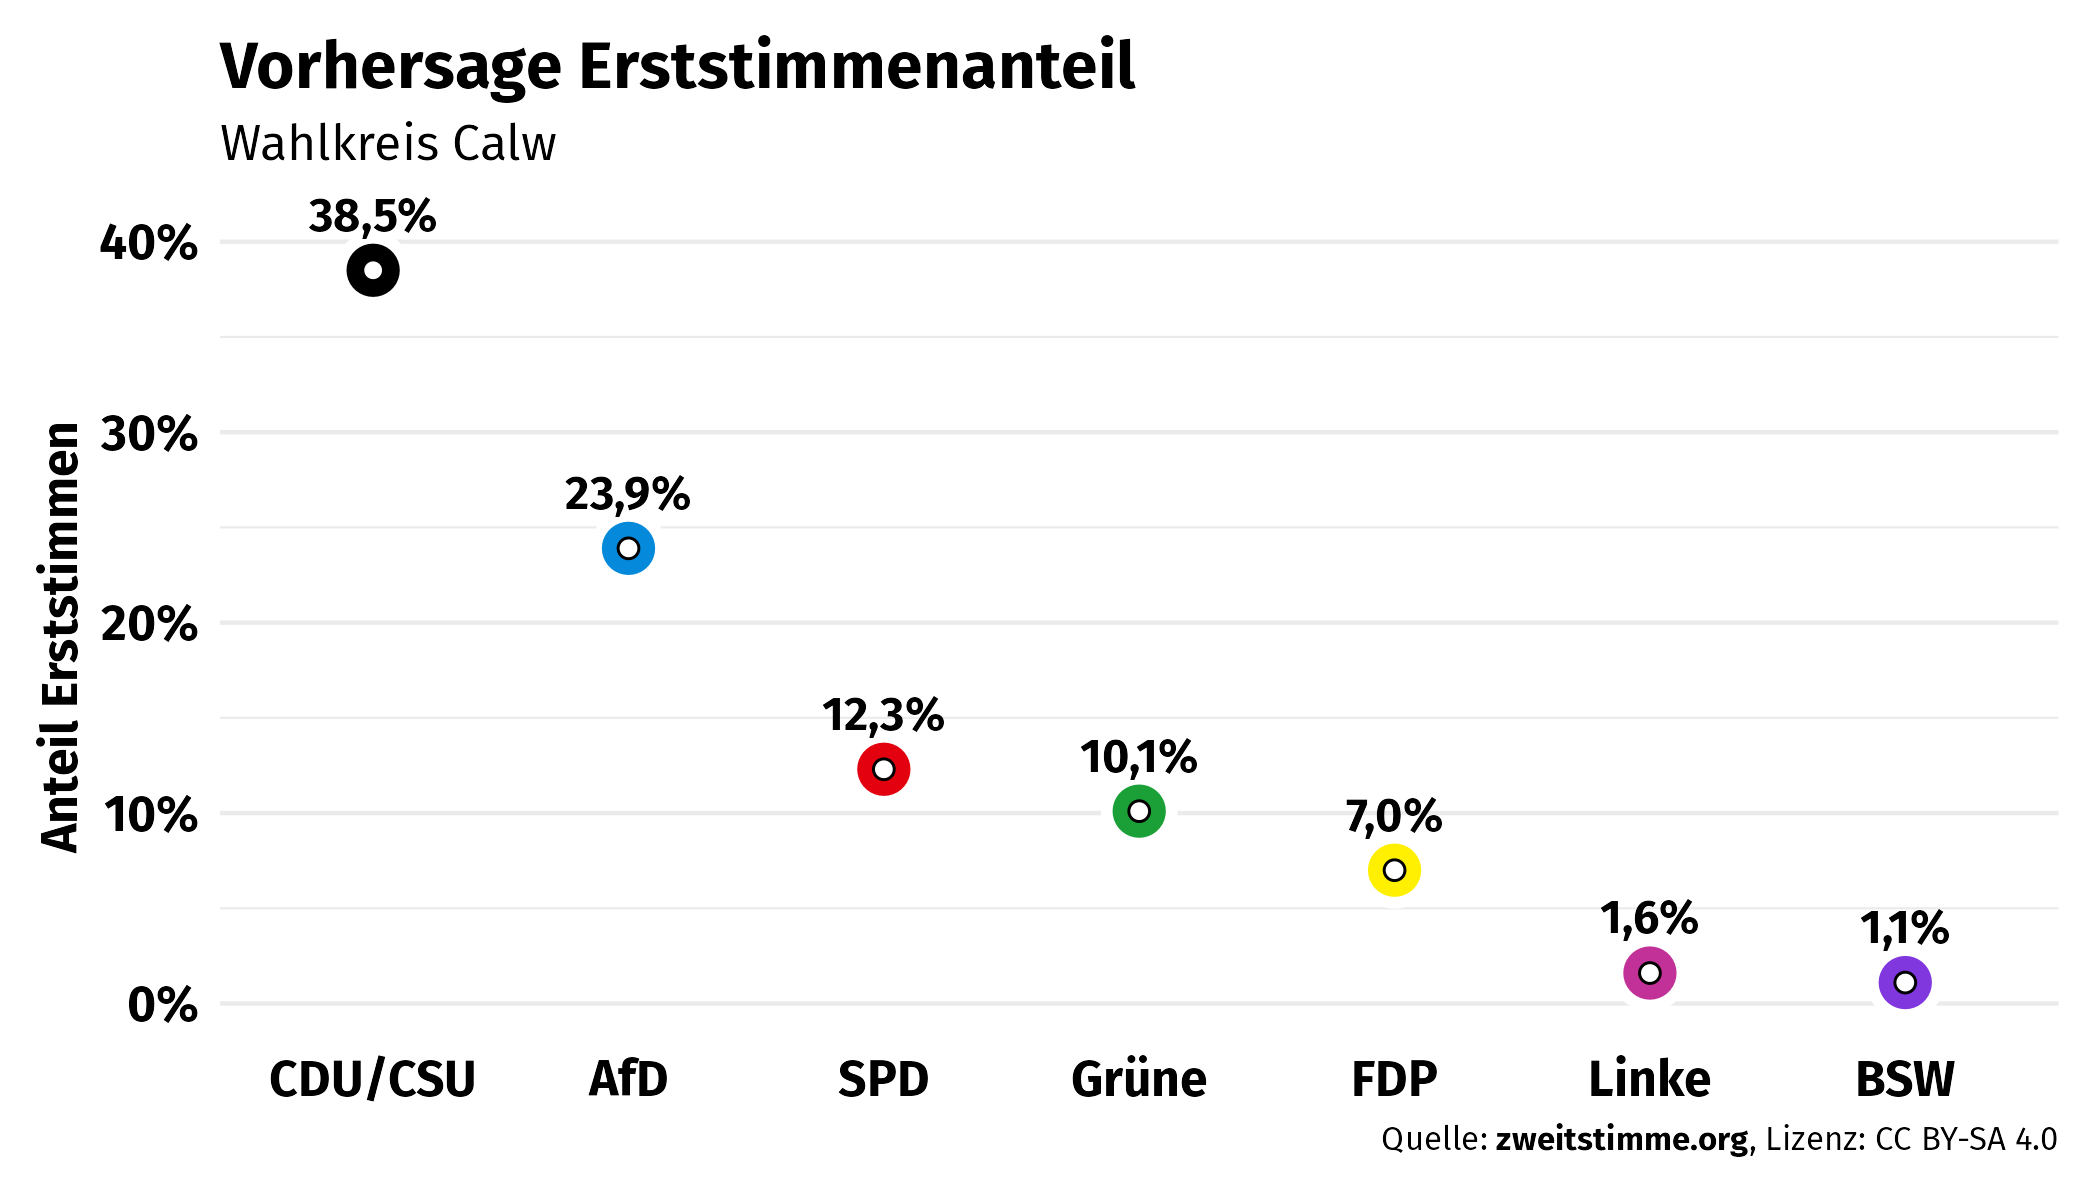 Vorhersage Erststimmenanteil
Wahlkreis Calw
Anteil Erststimmen
40%
30%
20%
10%
0%
38,5%
23,9%
12,3%
10,1%
7,0%
1,6%
1,1%
CDU/CSU
AfD
SPD
Grüne
FDP
Linke
BSW
Quelle: zweitstimme.org, Lizenz: CC BY-SA 4.0